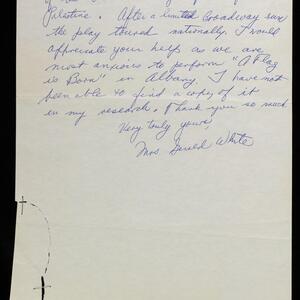 Palestine. After a limited broadway run
the play toured nationally. I would
appreciate your help as we are
most anxious to perform "A Flag
is Born" in Albany. I have not
been able to find a copy of it
in my research. Thank you so much
Very truly yours,
Mrs. Gerald White